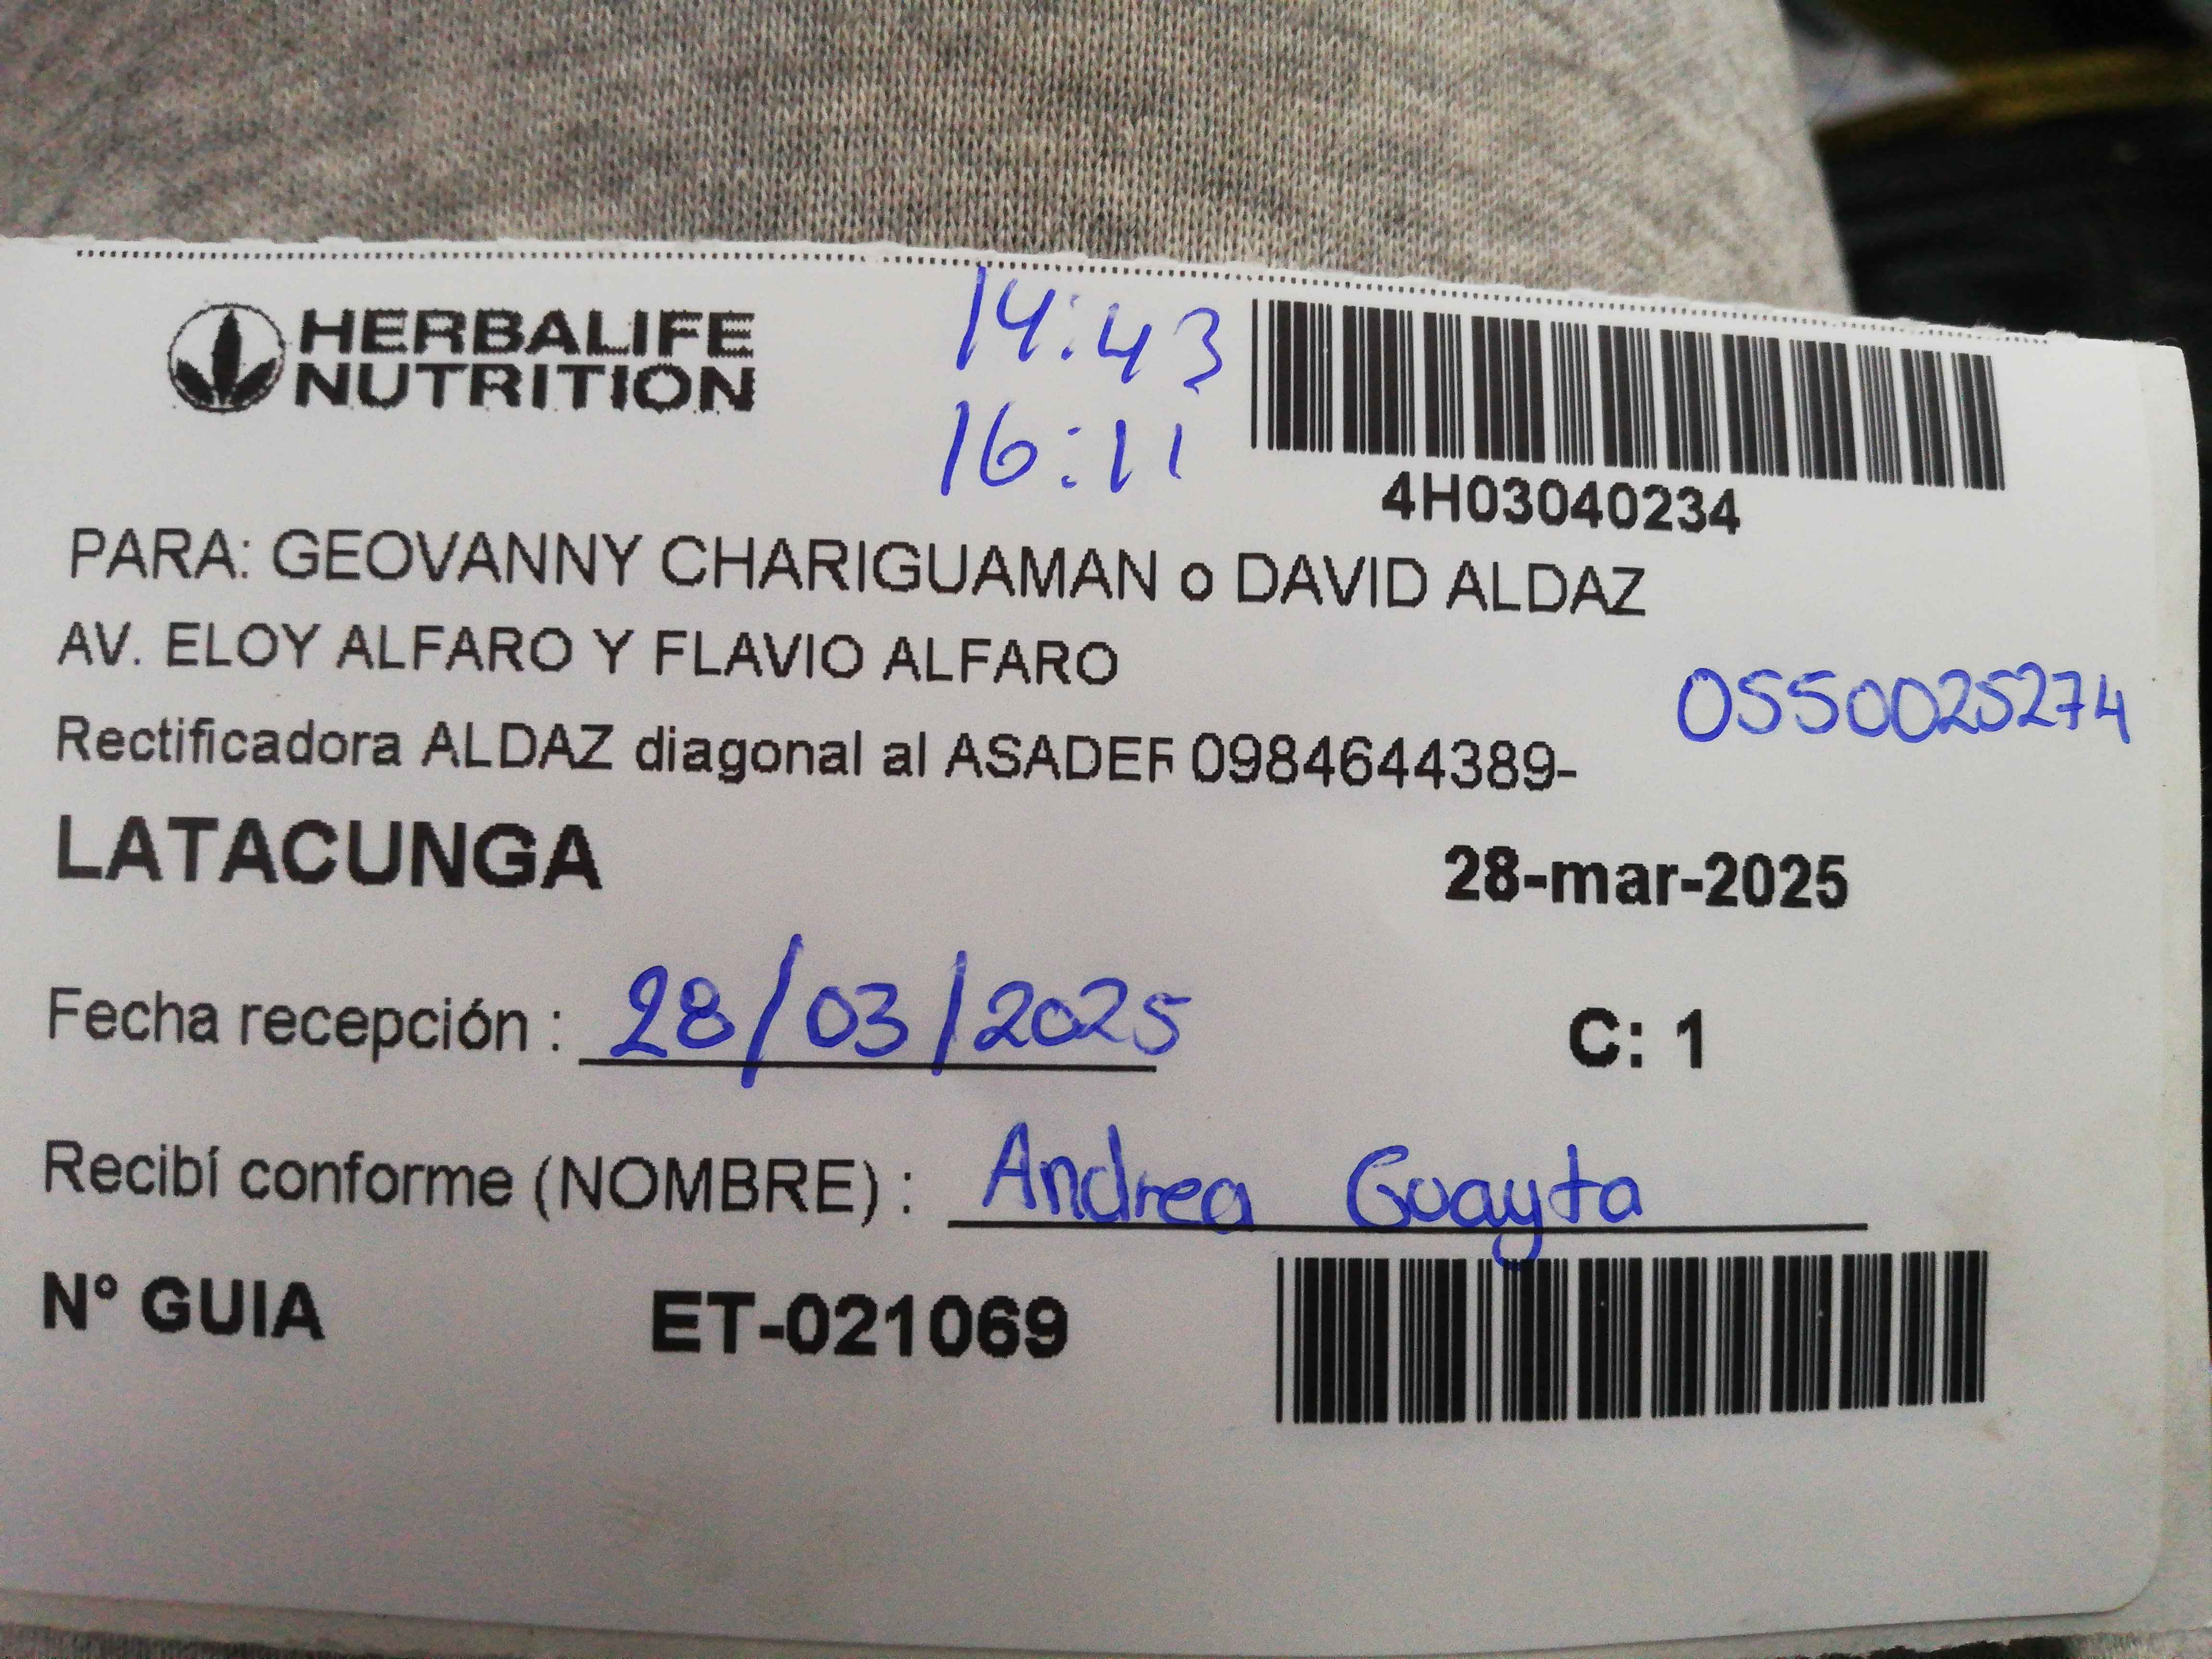 HERBALIFE
NUTRITION
14:43
16:11
4H03040234
PARA: GEOVANNY CHARIGUAMAN o DAVID ALDAZ
AV. ELOY ALFARO Y FLAVIO ALFARO
0550025274
Rectificadora ALDAZ diagonal al ASADER 0984644389-
LATACUNGA
28-mar-2025
Fecha recepción : 28/03/2025
C: 1
Recibí conforme (NOMBRE) : Andrea Guayta
N° GUIA ET-021069